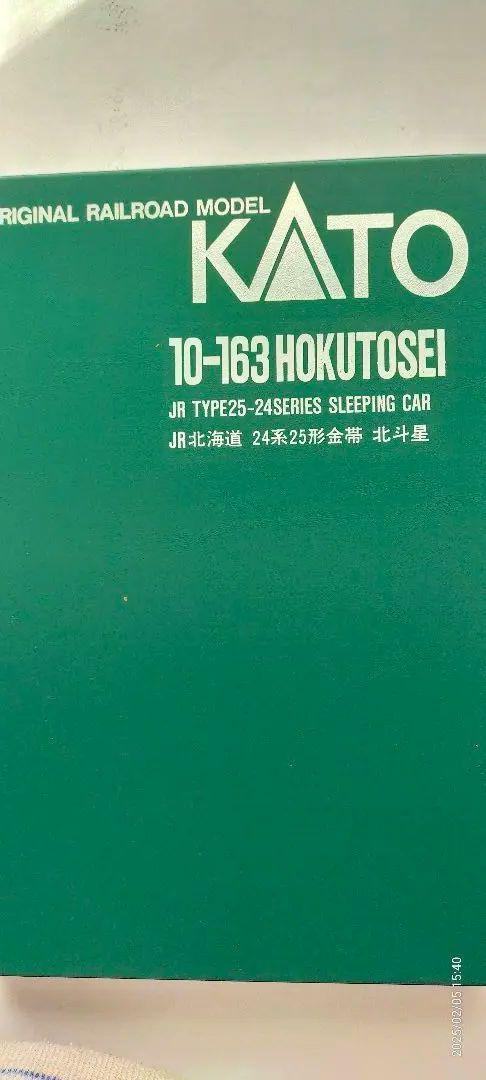 RIGINAL RAILROAD MODEL
KATO
10-163 HOKUTOSEI
JR TYPE25-24SERIES SLEEPING CAR
JR北海道 24系25形金帯 北斗星
2025/02/05 15:40